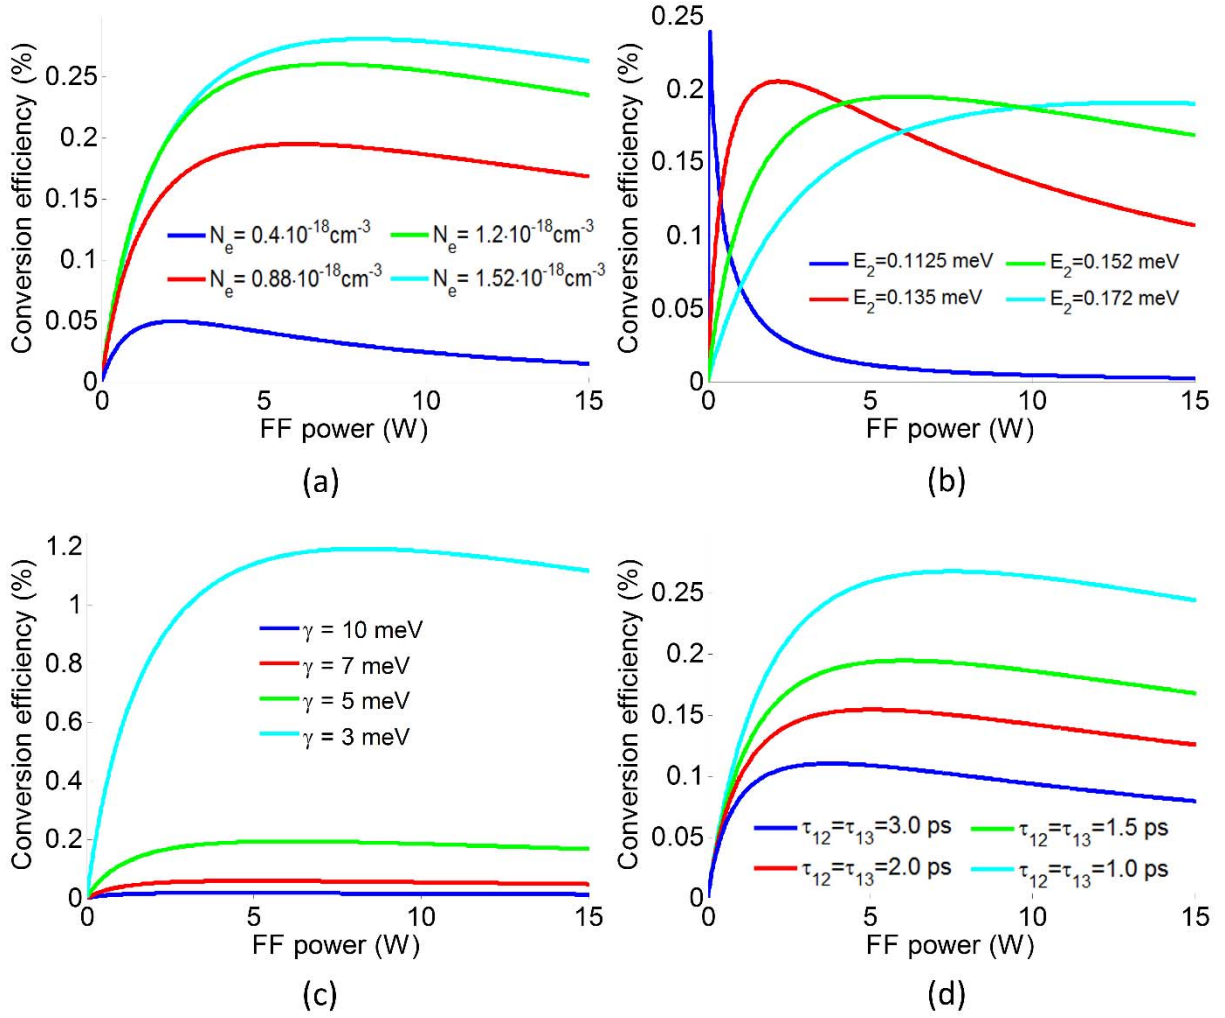 Conversion efficiency (%)
0.25
0.2
0.15
0.1
0.05
0
0 5 10 15
FF power (W)
N_e = 0.4·10^-18cm^-3
N_e = 0.88·10^-18cm^-3
N_e = 1.2·10^-18cm^-3
N_e = 1.52·10^-18cm^-3
(a)
Conversion efficiency (%)
0.25
0.2
0.15
0.1
0.05
0
0 5 10 15
FF power (W)
E_2=0.1125 meV
E_2=0.135 meV
E_2=0.152 meV
E_2=0.172 meV
(b)
Conversion efficiency (%)
1.2
1
0.8
0.6
0.4
0.2
0
0 5 10 15
FF power (W)
γ = 10 meV
γ = 7 meV
γ = 5 meV
γ = 3 meV
(c)
Conversion efficiency (%)
0.25
0.2
0.15
0.1
0.05
0
0 5 10 15
FF power (W)
τ_12=τ_13=3.0 ps
τ_12=τ_13=2.0 ps
τ_12=τ_13=1.5 ps
τ_12=τ_13=1.0 ps
(d)